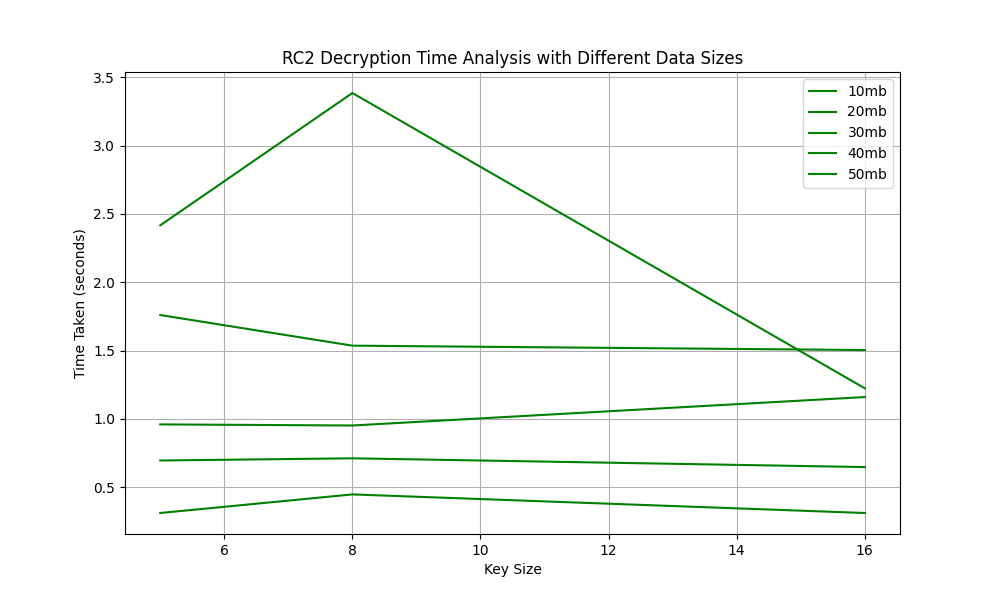 RC2 Decryption Time Analysis with Different Data Sizes
3.5
3.0
2.5
2.0
1.5
1.0
0.5
Time Taken (seconds)
10mb
20mb
30mb
40mb
50mb
6 8 10 12 14 16
Key Size